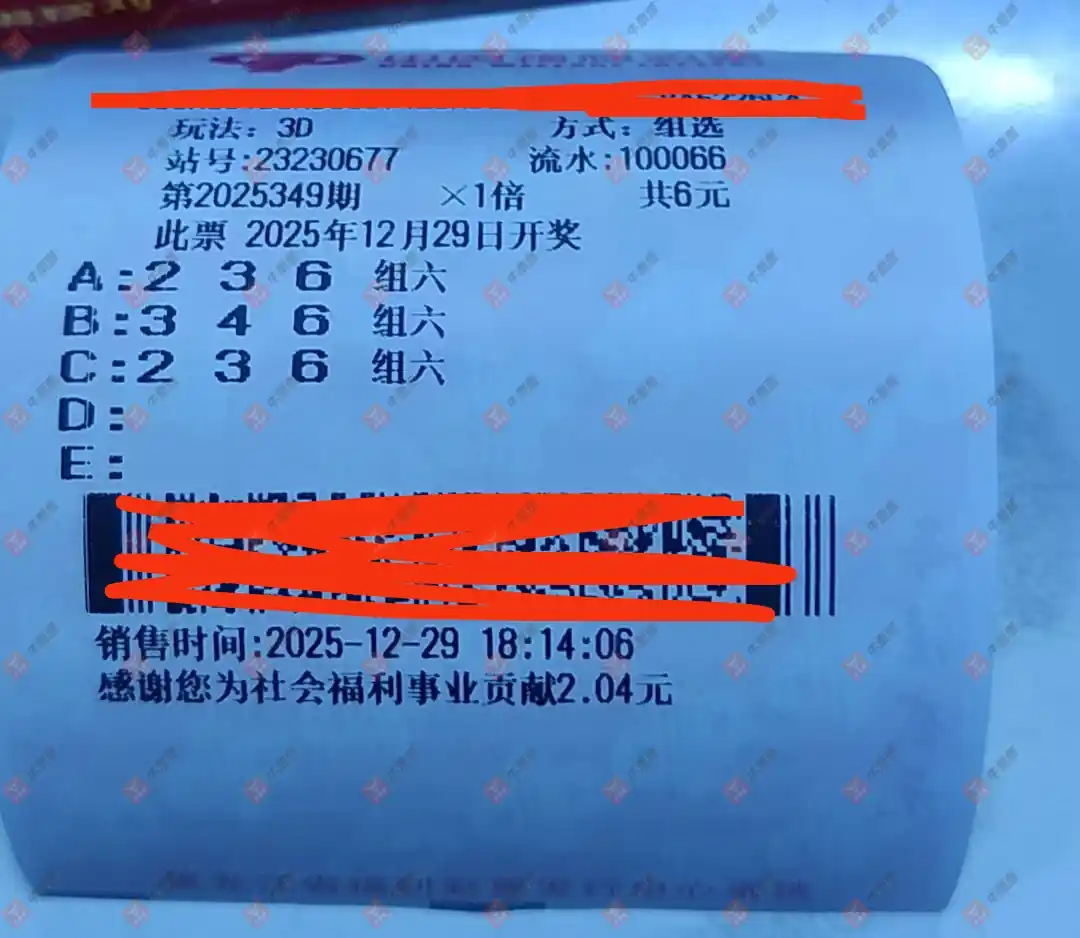 玩法：3D 方式：组选
站号:23230677 流水:100066
第2025349期 ×1倍 共6元
此票 2025年12月29日开奖
A:2 3 6 组六
B:3 4 6 组六
C:2 3 6 组六
D:
E:
销售时间:2025-12-29 18:14:06
感谢您为社会福利事业贡献2.04元